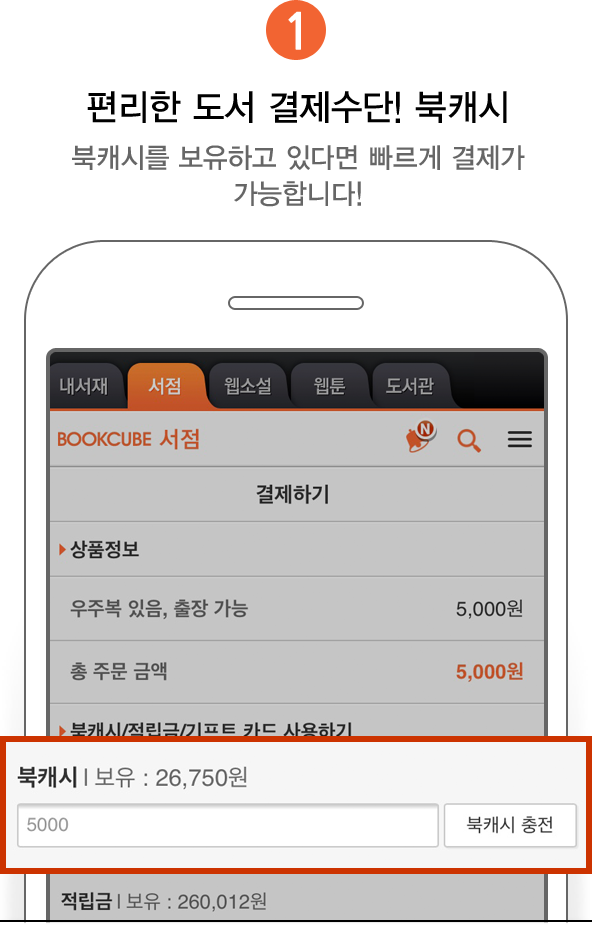 1
편리한 도서 결제수단! 북캐시
북캐시를 보유하고 있다면 빠르게 결제가
가능합니다!
내서재 서점 웹소설 웹툰 도서관
BOOKCUBE 서점 N
결제하기
상품정보
우주복 있음, 출장 가능 5,000원
총 주문 금액 5,000원
북캐시/적립금/기프트 카드 사용하기
북캐시 | 보유 : 26,750원
5000 북캐시 충전
적립금 | 보유 : 260,012원